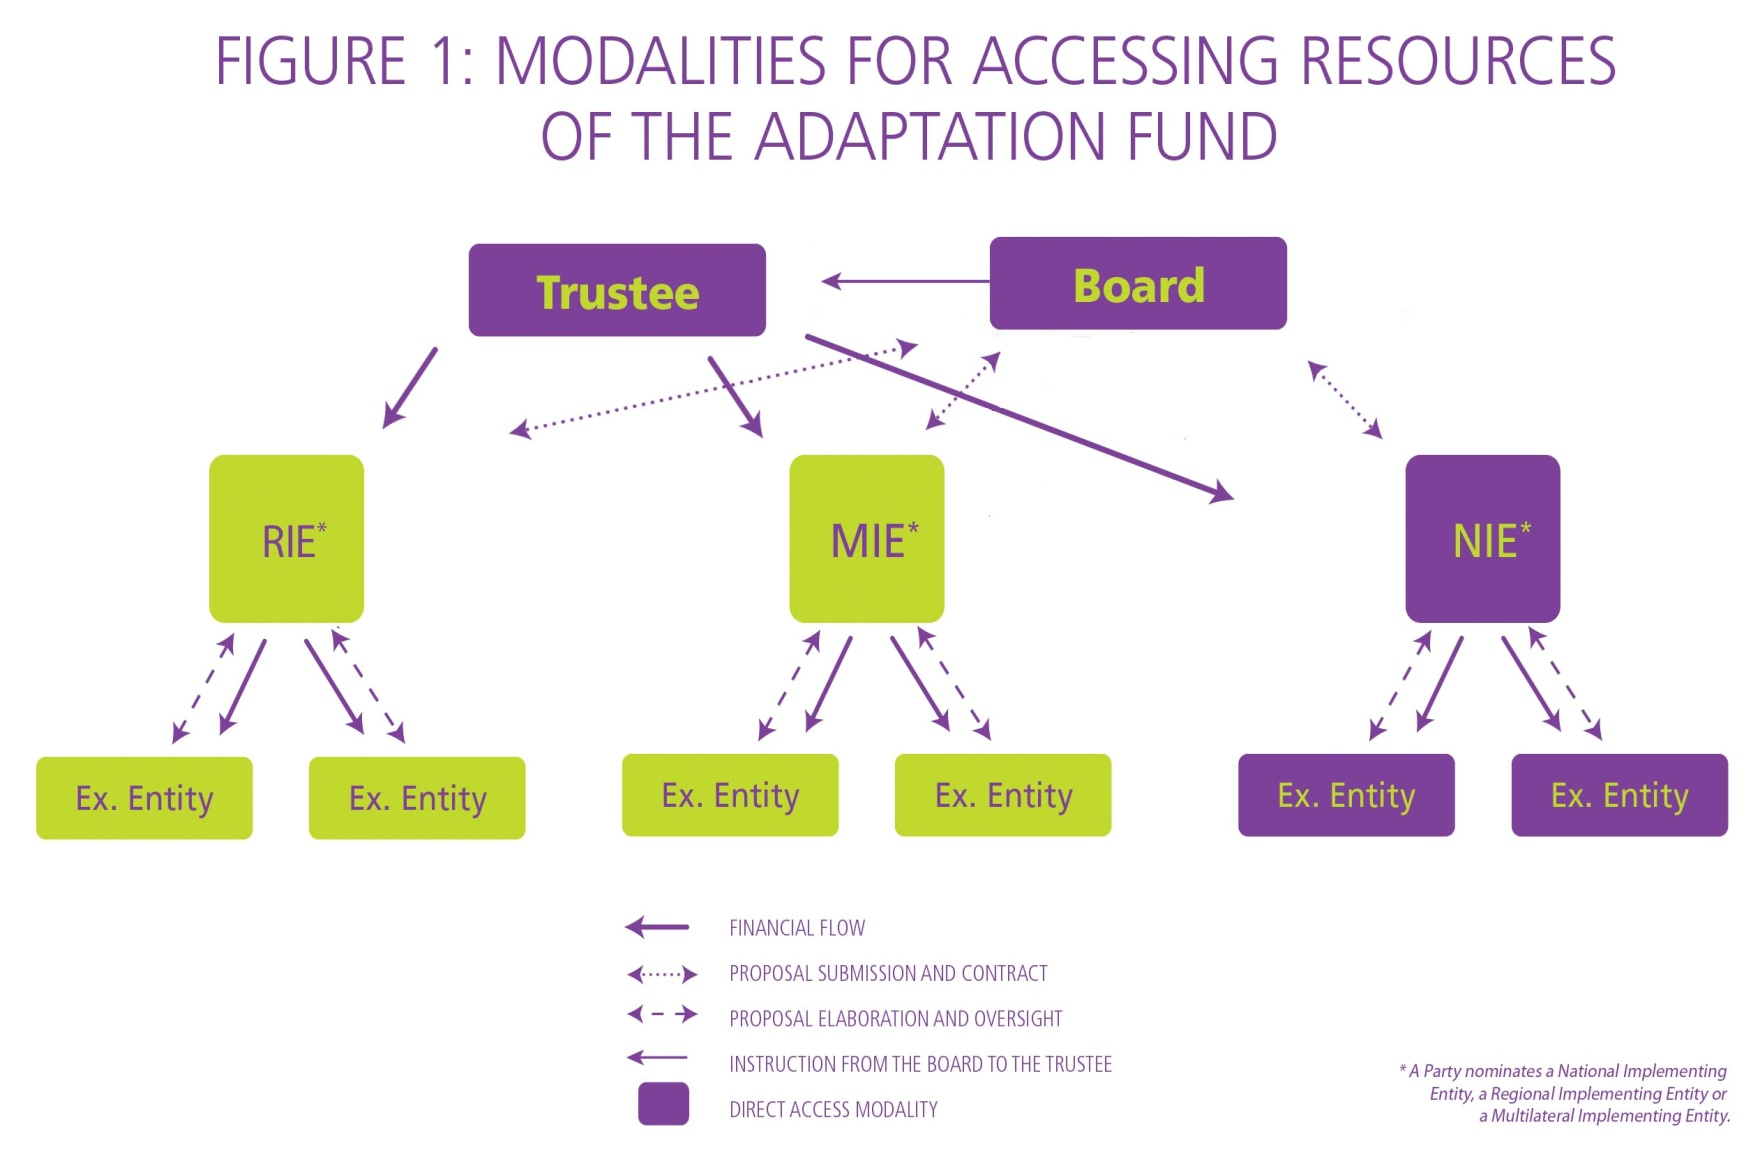 FIGURE 1: MODALITIES FOR ACCESSING RESOURCES
OF THE ADAPTATION FUND
Trustee
Board
RIE*
MIE*
NIE*
Ex. Entity
Ex. Entity
Ex. Entity
Ex. Entity
Ex. Entity
Ex. Entity
FINANCIAL FLOW
PROPOSAL SUBMISSION AND CONTRACT
PROPOSAL ELABORATION AND OVERSIGHT
INSTRUCTION FROM THE BOARD TO THE TRUSTEE
DIRECT ACCESS MODALITY
* A Party nominates a National Implementing
Entity, a Regional Implementing Entity or
a Multilateral Implementing Entity.